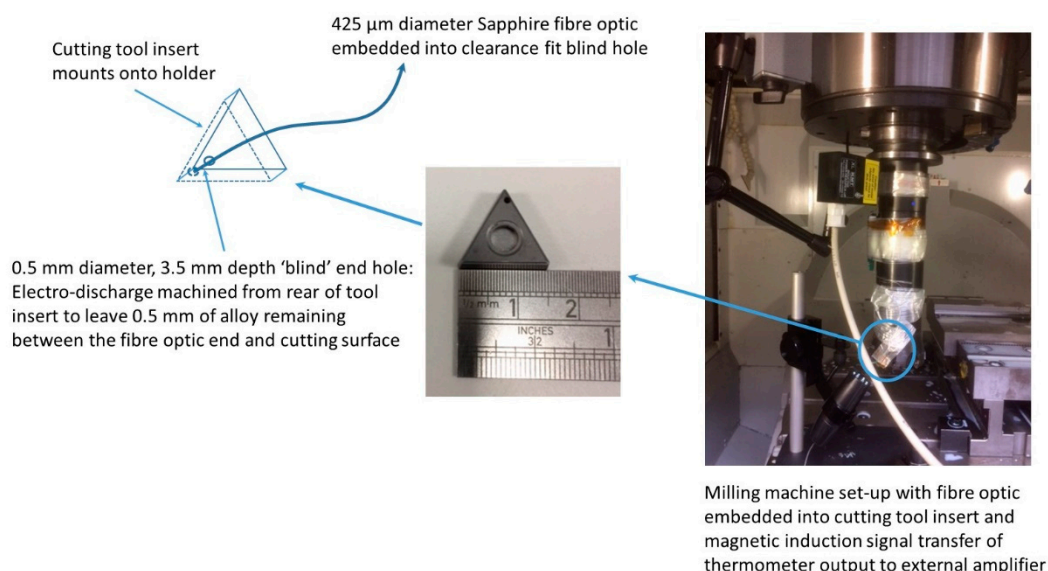 Cutting tool insert
mounts onto holder
425 µm diameter Sapphire fibre optic
embedded into clearance fit blind hole
0.5 mm diameter, 3.5 mm depth ‘blind’ end hole:
Electro-discharge machined from rear of tool
insert to leave 0.5 mm of alloy remaining
between the fibre optic end and cutting surface
1 2
INCHES
32 1
Milling machine set-up with fibre optic
embedded into cutting tool insert and
magnetic induction signal transfer of
thermometer output to external amplifier